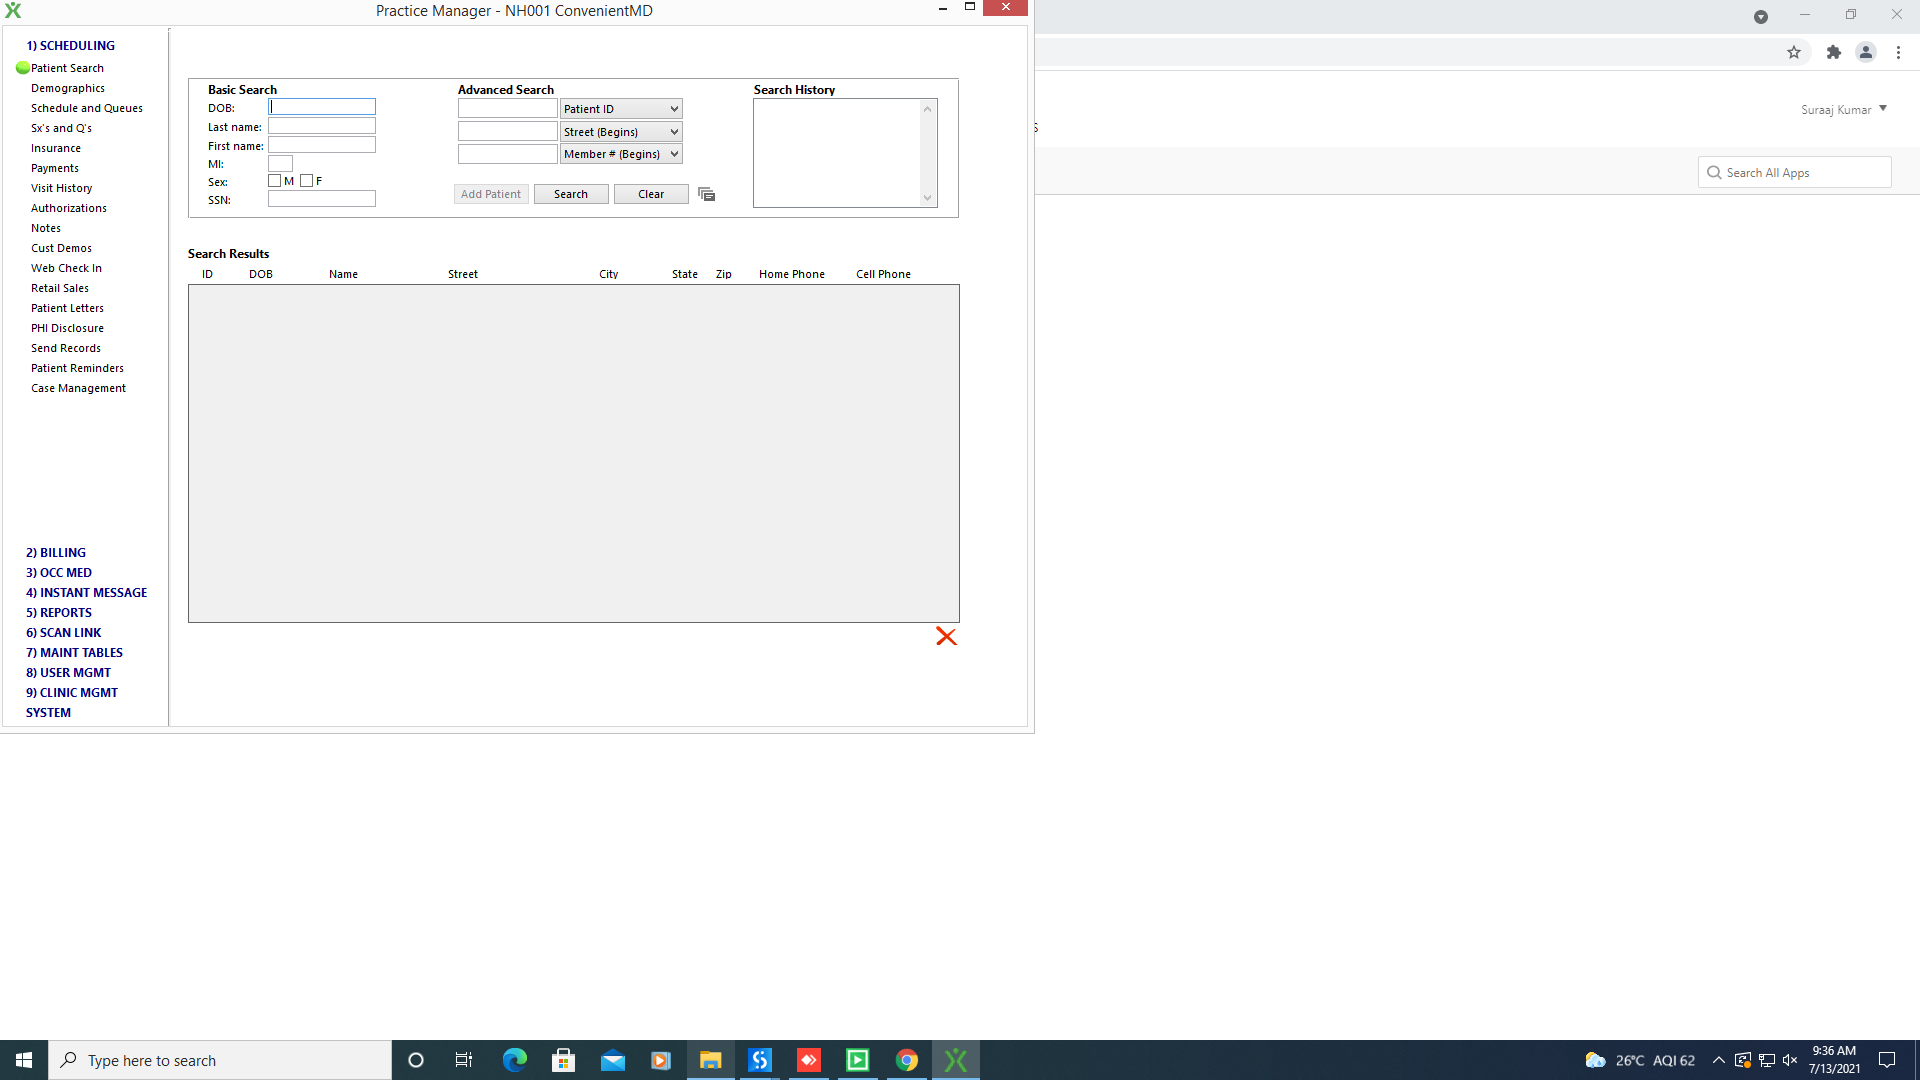 Practice Manager - NH001 ConvenientMD
1) SCHEDULING
Patient Search
Demographics
Schedule and Queues
Sx's and Q's
Insurance
Payments
Visit History
Authorizations
Notes
Cust Demos
Web Check In
Retail Sales
Patient Letters
PHI Disclosure
Send Records
Patient Reminders
Case Management
2) BILLING
3) OCC MED
4) INSTANT MESSAGE
5) REPORTS
6) SCAN LINK
7) MAINT TABLES
8) USER MGMT
9) CLINIC MGMT
SYSTEM
Basic Search
DOB:
Last name:
First name:
MI:
Sex: M F
SSN:
Advanced Search
Patient ID
Street (Begins)
Member # (Begins)
Add Patient Search Clear
Search History
Search Results
ID DOB Name Street City State Zip Home Phone Cell Phone
s
Suraaj Kumar
Search All Apps
Type here to search
26°C AQI 62
9:36 AM
7/13/2021